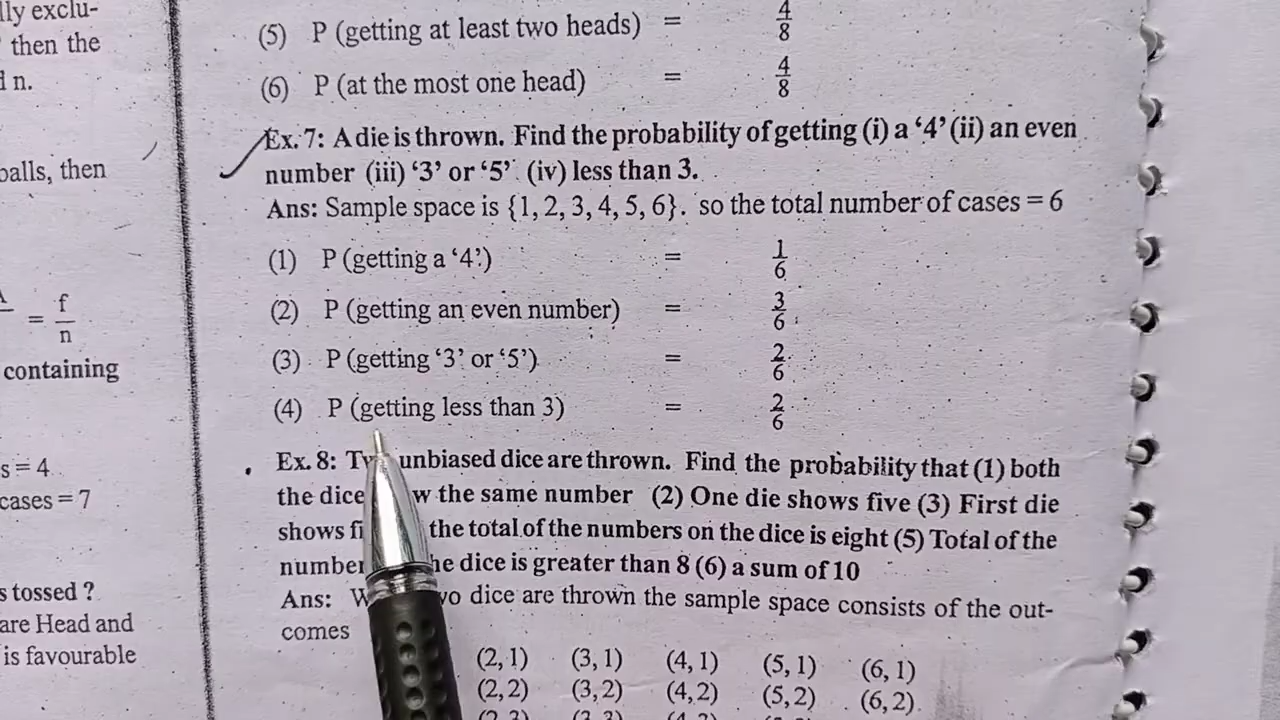 lly exclu-
then the
d n.
balls, then
= f
n
containing
s = 4
cases = 7
s tossed ?
are Head and
is favourable
(5) P (getting at least two heads) = 4/8
(6) P (at the most one head) = 4/8
Ex. 7: A die is thrown. Find the probability of getting (i) a ‘4’ (ii) an even
number (iii) ‘3’ or ‘5’ (iv) less than 3.
Ans: Sample space is {1, 2, 3, 4, 5, 6}. so the total number of cases = 6
(1) P (getting a ‘4’) = 1/6
(2) P (getting an even number) = 3/6
(3) P (getting ‘3’ or ‘5’) = 2/6
(4) P (getting less than 3) = 2/6
Ex. 8: unbiased dice are thrown. Find the probability that (1) both
the dice the same number (2) One die shows five (3) First die
shows the total of the numbers on the dice is eight (5) Total of the
dice is greater than 8 (6) a sum of 10
Ans: dice are thrown the sample space consists of the out-
comes
(2, 1) (3, 1) (4, 1) (5, 1) (6, 1)
(2, 2) (3, 2) (4, 2) (5, 2) (6, 2)